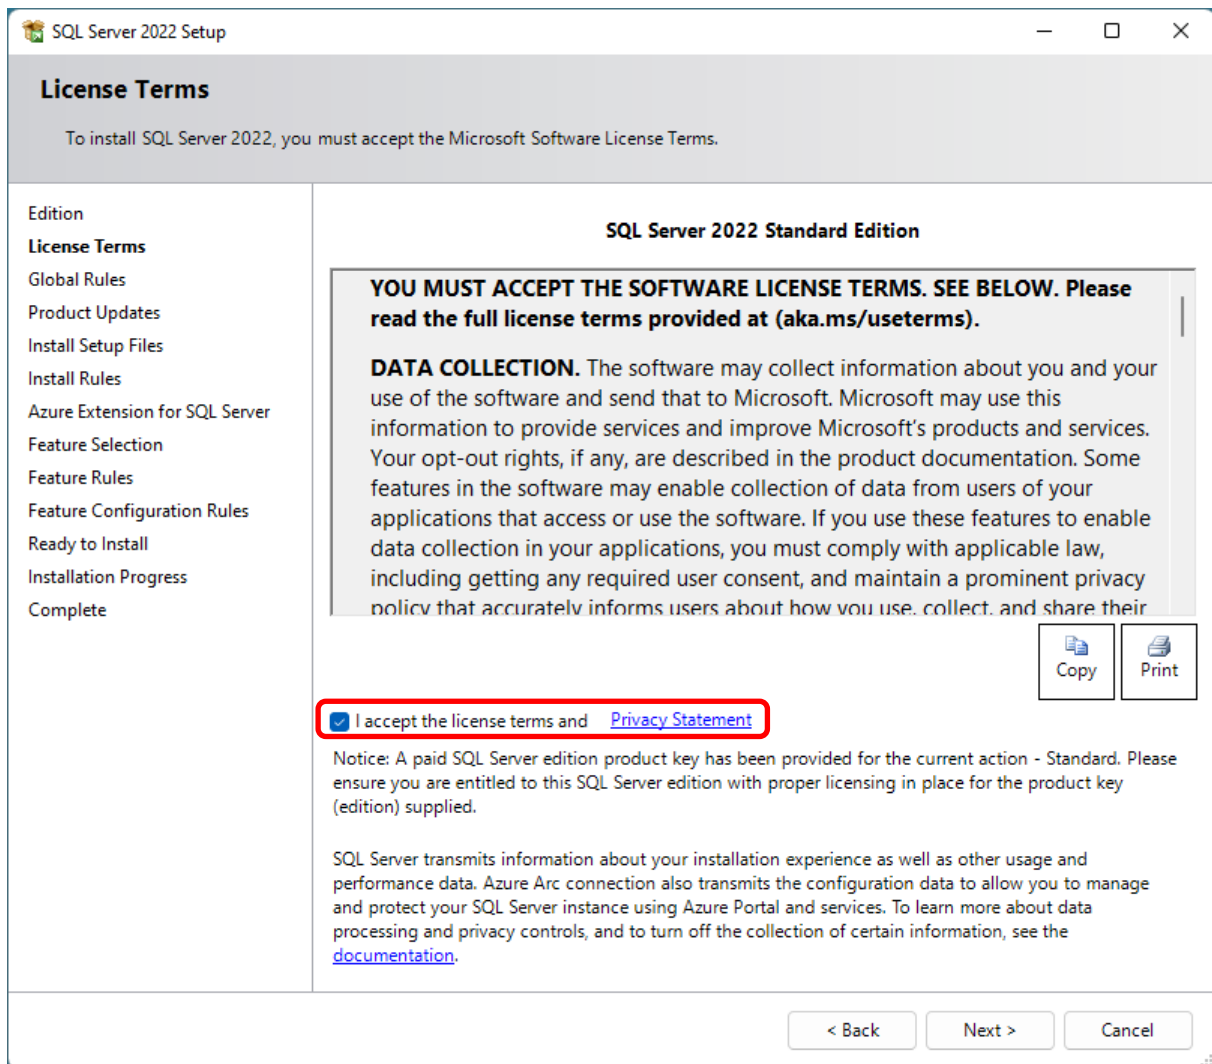 SQL Server 2022 Setup
License Terms
To install SQL Server 2022, you must accept the Microsoft Software License Terms.
Edition
License Terms
Global Rules
Product Updates
Install Setup Files
Install Rules
Azure Extension for SQL Server
Feature Selection
Feature Rules
Feature Configuration Rules
Ready to Install
Installation Progress
Complete
SQL Server 2022 Standard Edition
YOU MUST ACCEPT THE SOFTWARE LICENSE TERMS. SEE BELOW. Please
read the full license terms provided at (aka.ms/useterms).
DATA COLLECTION. The software may collect information about you and your
use of the software and send that to Microsoft. Microsoft may use this
information to provide services and improve Microsoft’s products and services.
Your opt-out rights, if any, are described in the product documentation. Some
features in the software may enable collection of data from users of your
applications that access or use the software. If you use these features to enable
data collection in your applications, you must comply with applicable law,
including getting any required user consent, and maintain a prominent privacy
policy that accurately informs users about how you use, collect, and share their
Copy
Print
I accept the license terms and Privacy Statement
Notice: A paid SQL Server edition product key has been provided for the current action - Standard. Please
ensure you are entitled to this SQL Server edition with proper licensing in place for the product key
(edition) supplied.
SQL Server transmits information about your installation experience as well as other usage and
performance data. Azure Arc connection also transmits the configuration data to allow you to manage
and protect your SQL Server instance using Azure Portal and services. To learn more about data
processing and privacy controls, and to turn off the collection of certain information, see the
documentation.
< Back
Next >
Cancel